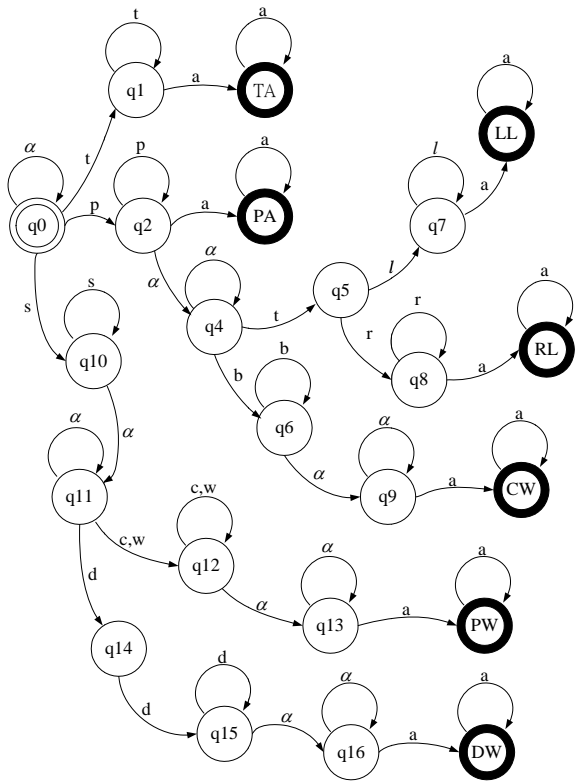 t
a
q1
a
TA
α
t
p
a
q0
p
q2
a
PA
a
LL
l
a
q7
α
α
s
s
q4
t
q5
l
r
r
a
q10
b
b
q8
a
RL
α
q6
α
α
a
q11
c,w
c,w
α
q9
a
CW
d
q12
α
α
a
q14
q13
a
PW
d
d
α
α
a
q15
q16
a
DW